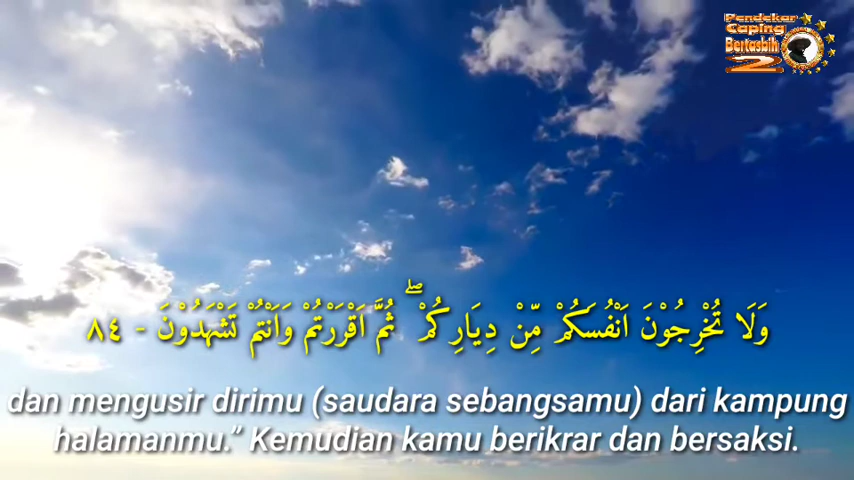 Pendekar
Caping
Bertasbih
2
وَلَا تُخْرِجُوْنَ اَنْفُسَكُمْ مِّنْ دِيَارِكُمْ ۖ ثُمَّ اَقْرَرْتُمْ وَاَنْتُمْ تَشْهَدُوْنَ - ٨٤
dan mengusir dirimu (saudara sebangsamu) dari kampung
halamanmu.” Kemudian kamu berikrar dan bersaksi.